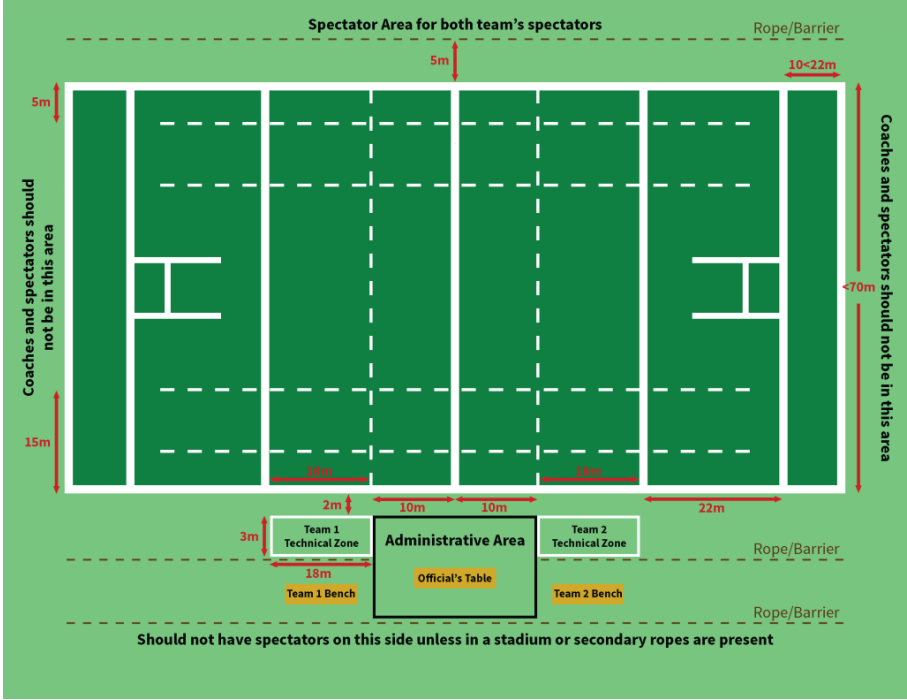 Spectator Area for both team's spectators
Rope/Barrier
5m
10<22m
5m
Coaches and spectators should
not be in this area
Coaches and spectators should not be in this area
<70m
15m
18m
18m
2m
10m
10m
22m
3m
Team 1
Technical Zone
Administrative Area
Team 2
Technical Zone
Rope/Barrier
18m
Official's Table
Team 1 Bench
Team 2 Bench
Rope/Barrier
Should not have spectators on this side unless in a stadium or secondary ropes are present